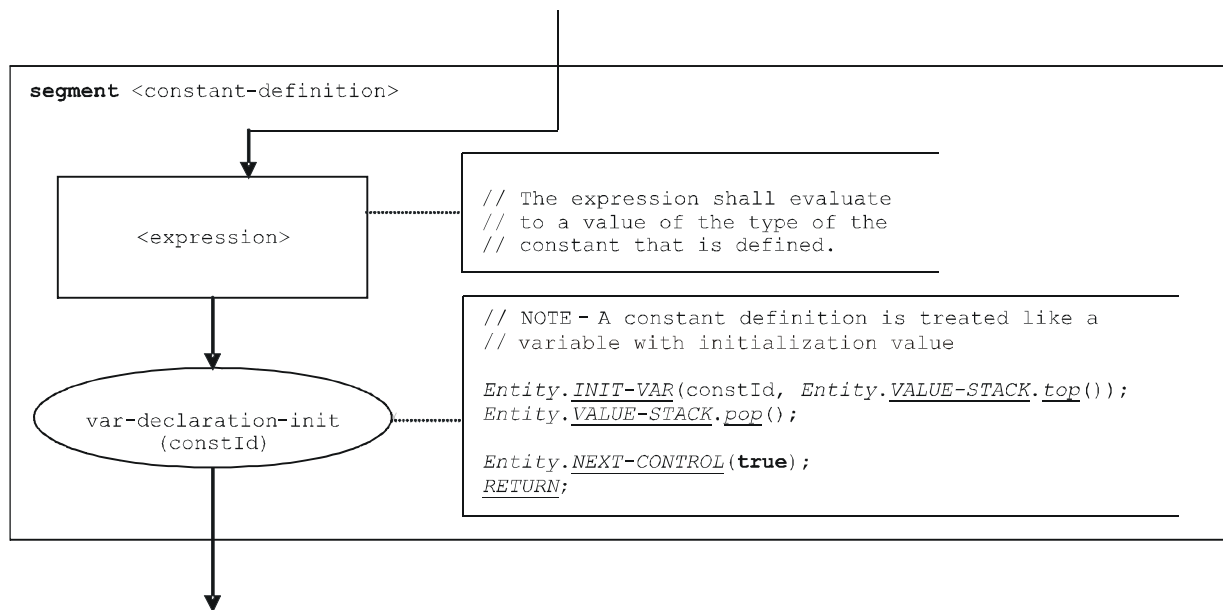 segment <constant-definition>
// The expression shall evaluate
// to a value of the type of the
// constant that is defined.
<expression>
// NOTE - A constant definition is treated like a
// variable with initialization value
Entity.INIT-VAR(constId, Entity.VALUE-STACK.top());
Entity.VALUE-STACK.pop();
var-declaration-init
(constId)
Entity.NEXT-CONTROL(true);
RETURN;